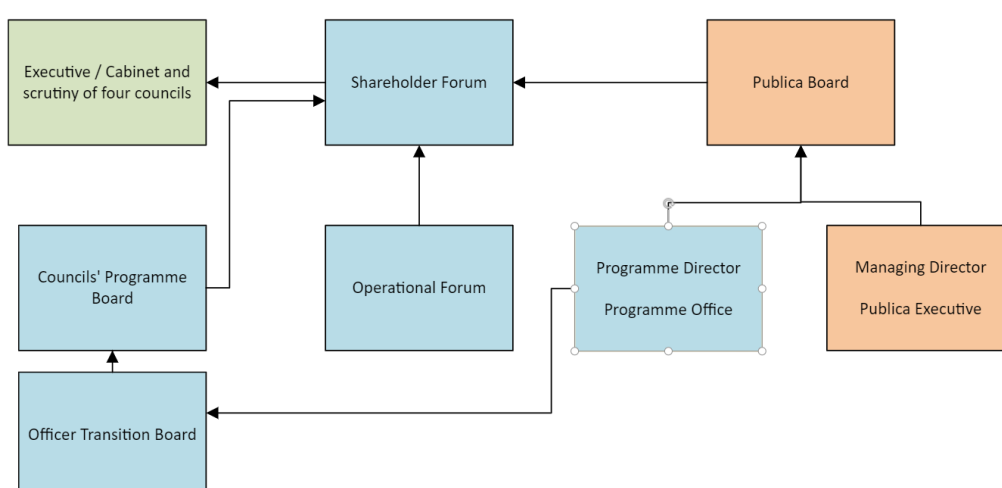 Executive / Cabinet and
scrutiny of four councils
Shareholder Forum
Publica Board
Councils' Programme
Board
Operational Forum
Programme Director
Programme Office
Managing Director
Publica Executive
Officer Transition Board